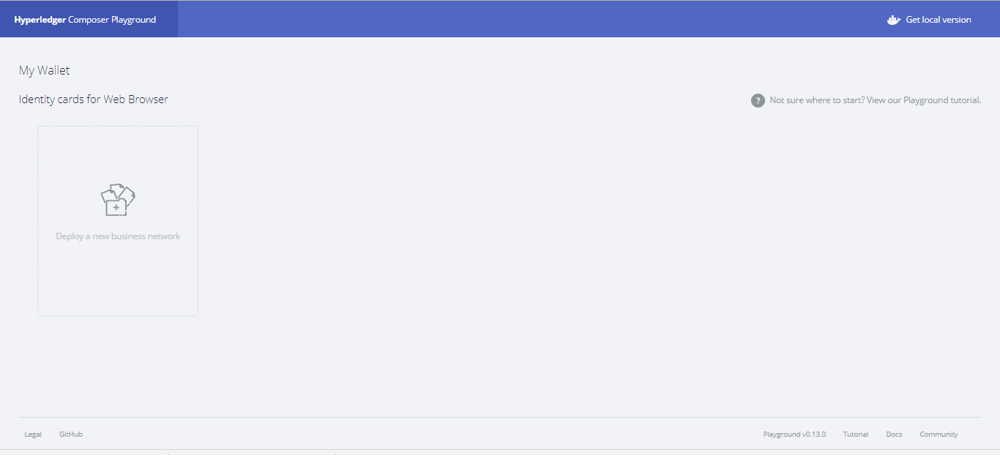 Hyperledger Composer Playground
Get local version
My Wallet
Identity cards for Web Browser
? Not sure where to start? View our Playground tutorial.
Deploy a new business network
Legal GitHub
Playground v0.13.0 Tutorial Docs Community